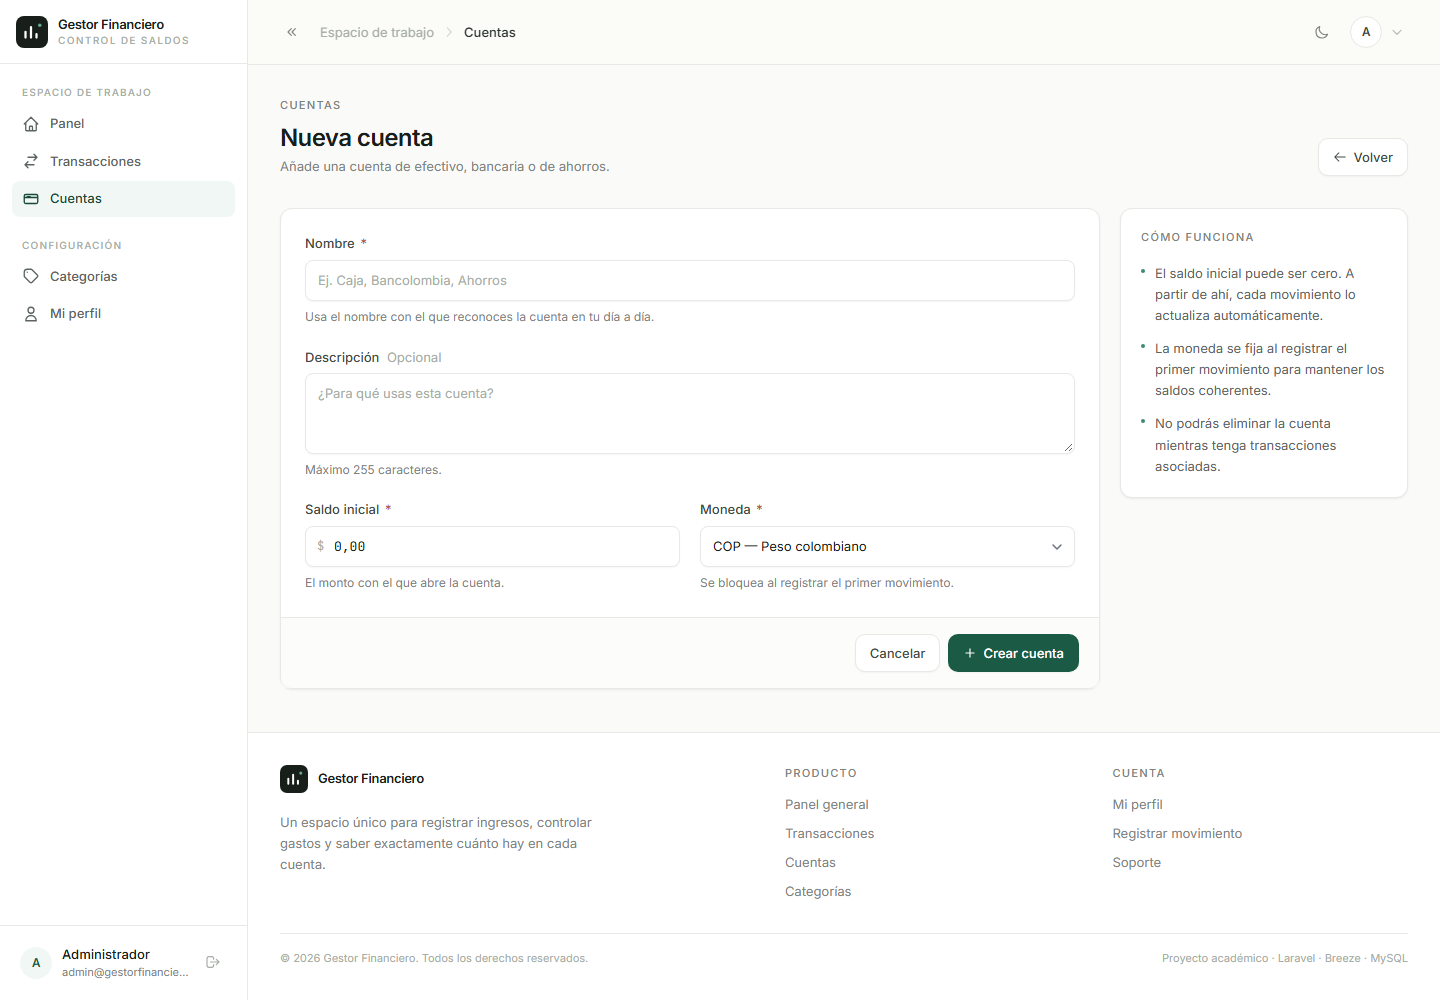 Gestor Financiero
CONTROL DE SALDOS
ESPACIO DE TRABAJO
Panel
Transacciones
Cuentas
CONFIGURACIÓN
Categorías
Mi perfil
Administrador
admin@gestorfinancie...
Espacio de trabajo
Cuentas
A
CUENTAS
Nueva cuenta
Añade una cuenta de efectivo, bancaria o de ahorros.
Volver
Nombre *
Ej. Caja, Bancolombia, Ahorros
Usa el nombre con el que reconoces la cuenta en tu día a día.
Descripción Opcional
¿Para qué usas esta cuenta?
Máximo 255 caracteres.
Saldo inicial *
$ 0,00
El monto con el que abre la cuenta.
Moneda *
COP — Peso colombiano
Se bloquea al registrar el primer movimiento.
Cancelar
+ Crear cuenta
CÓMO FUNCIONA
• El saldo inicial puede ser cero. A
partir de ahí, cada movimiento lo
actualiza automáticamente.
• La moneda se fija al registrar el
primer movimiento para mantener los
saldos coherentes.
• No podrás eliminar la cuenta
mientras tenga transacciones
asociadas.
Gestor Financiero
Un espacio único para registrar ingresos, controlar
gastos y saber exactamente cuánto hay en cada
cuenta.
PRODUCTO
Panel general
Transacciones
Cuentas
Categorías
CUENTA
Mi perfil
Registrar movimiento
Soporte
© 2026 Gestor Financiero. Todos los derechos reservados.
Proyecto académico · Laravel · Breeze · MySQL
A